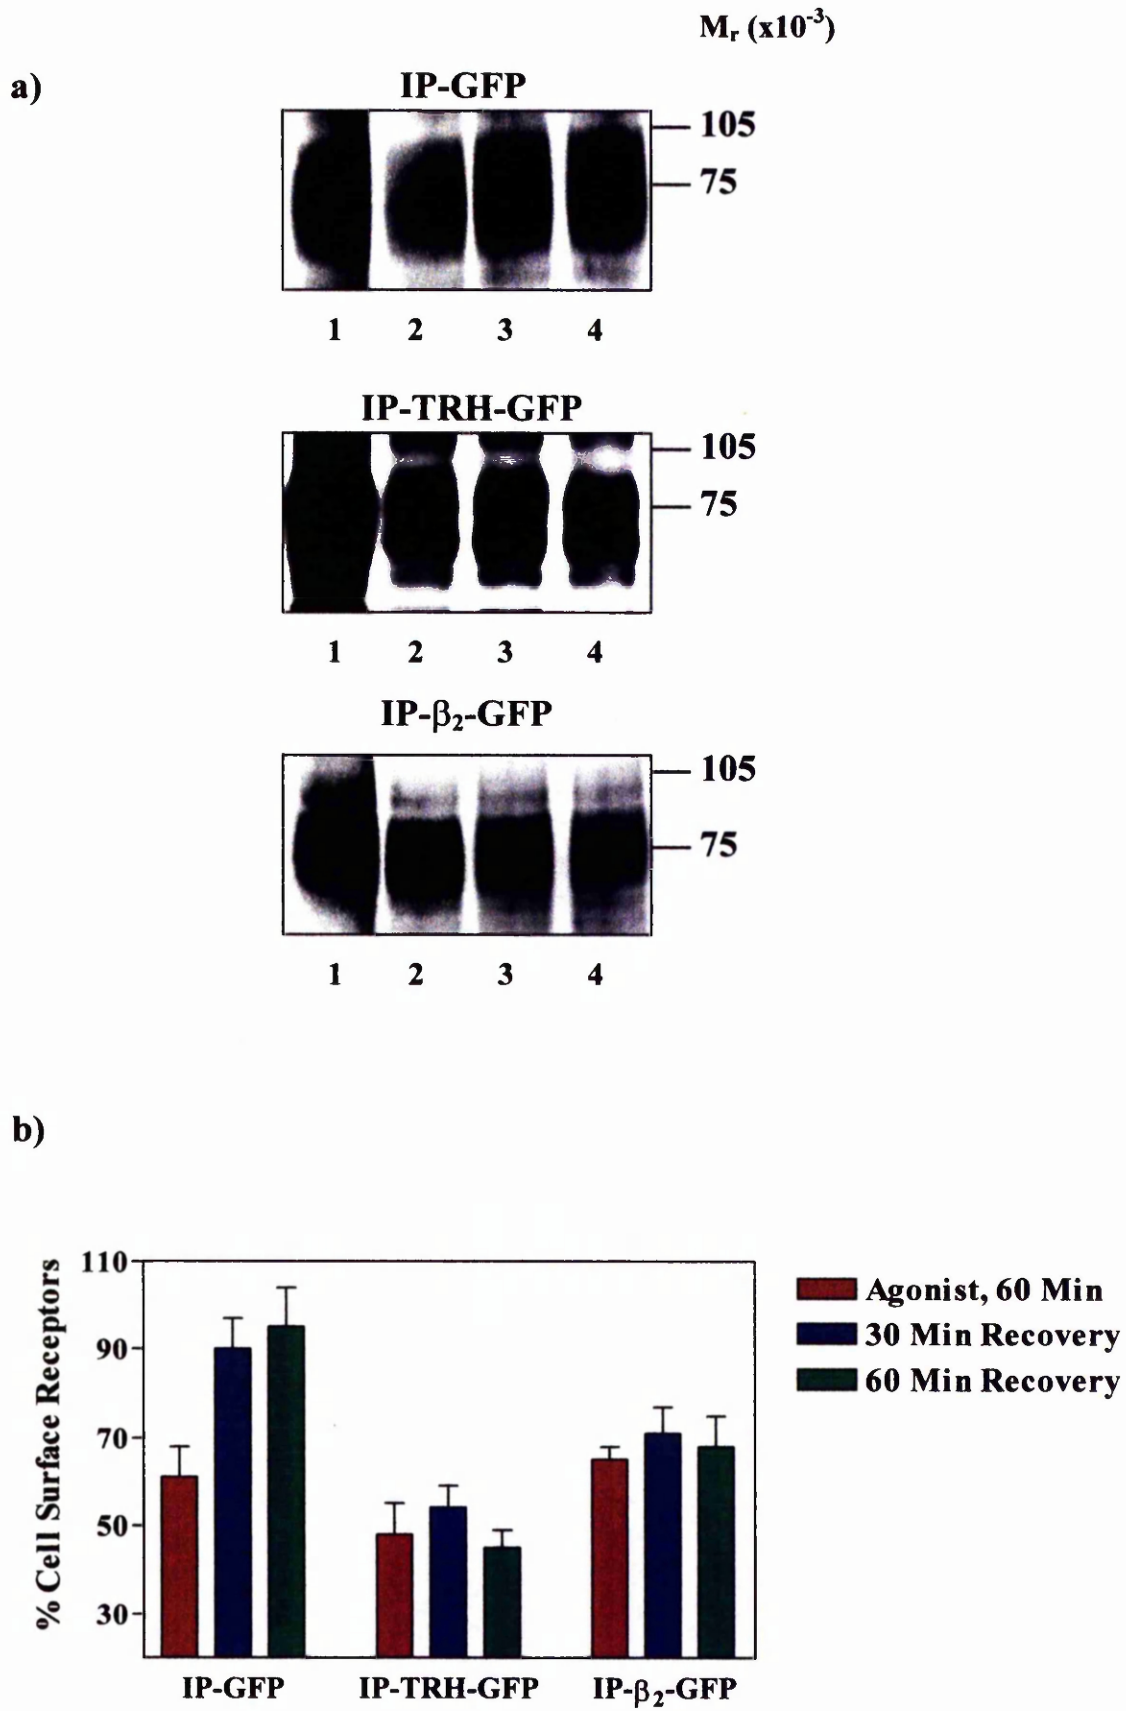 Mr (x10-3)
a)
IP-GFP
105
75
1 2 3 4
IP-TRH-GFP
105
75
1 2 3 4
IP-β2-GFP
105
75
1 2 3 4
b)
% Cell Surface Receptors
110
90
70
50
30
IP-GFP IP-TRH-GFP IP-β2-GFP
Agonist, 60 Min
30 Min Recovery
60 Min Recovery